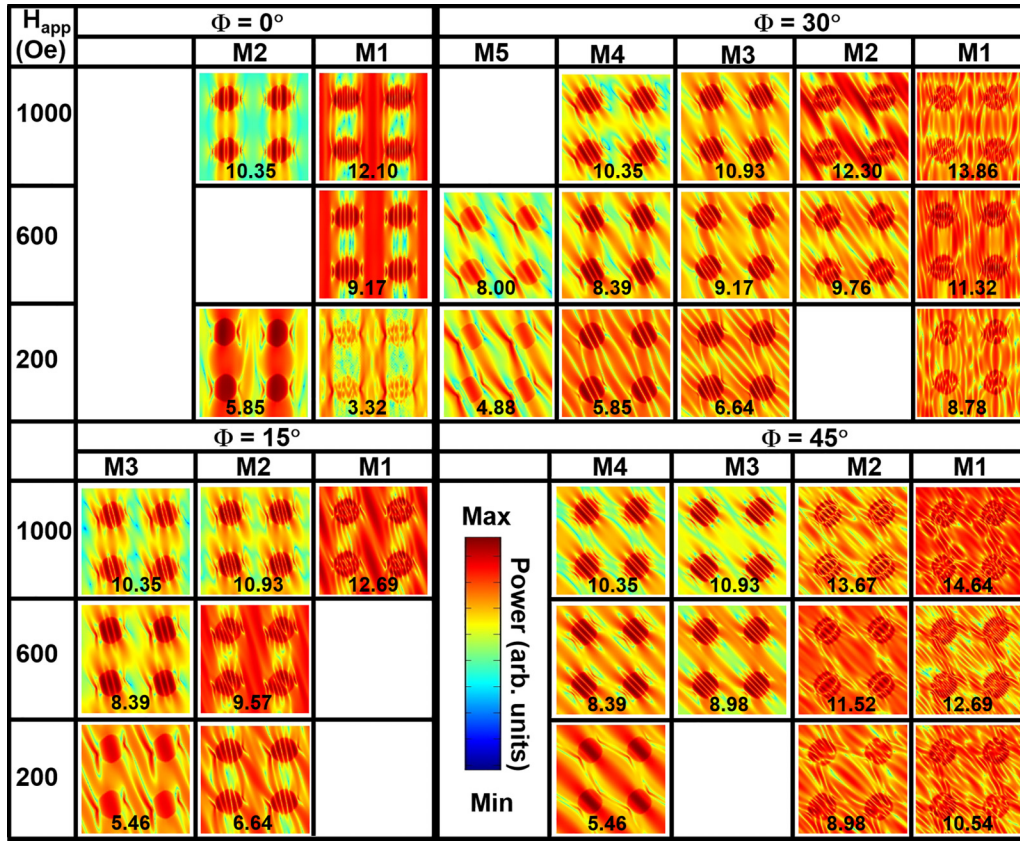 H_app (Oe)
Φ = 0°
Φ = 30°
M2 M1 M5 M4 M3 M2 M1
1000
10.35 12.10 10.35 10.93 12.30 13.86
600
9.17 8.00 8.39 9.17 9.76 11.32
200
5.85 3.32 4.88 5.85 6.64 8.78
Φ = 15°
Φ = 45°
M3 M2 M1 M4 M3 M2 M1
1000
10.35 10.93 12.69 10.35 10.93 13.67 14.64
600
8.39 9.57 8.39 8.98 11.52 12.69
200
5.46 6.64 5.46 8.98 10.54
Max
Power (arb. units)
Min